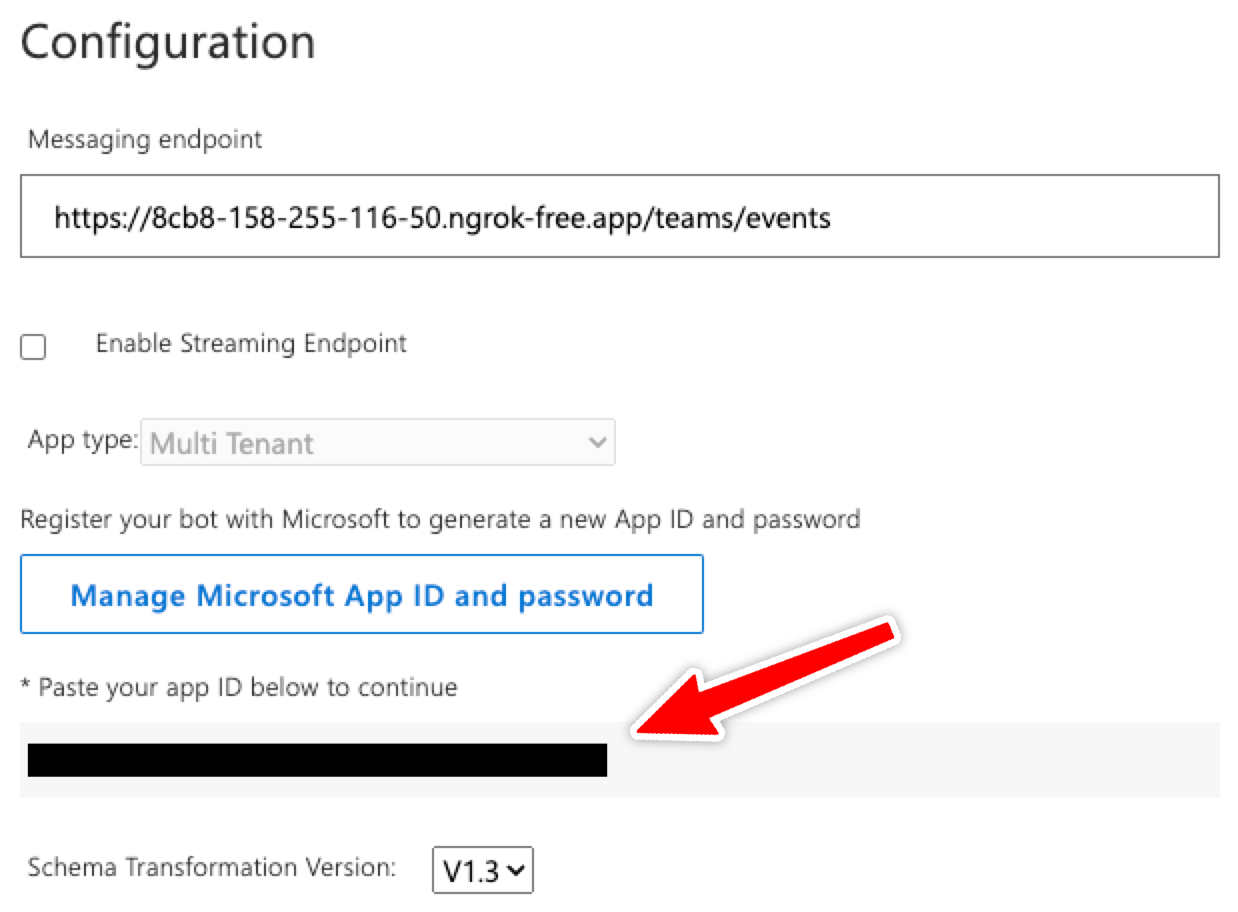 Configuration
Messaging endpoint
https://8cb8-158-255-116-50.ngrok-free.app/teams/events
Enable Streaming Endpoint
App type: Multi Tenant
Register your bot with Microsoft to generate a new App ID and password
Manage Microsoft App ID and password
* Paste your app ID below to continue
Schema Transformation Version: V1.3